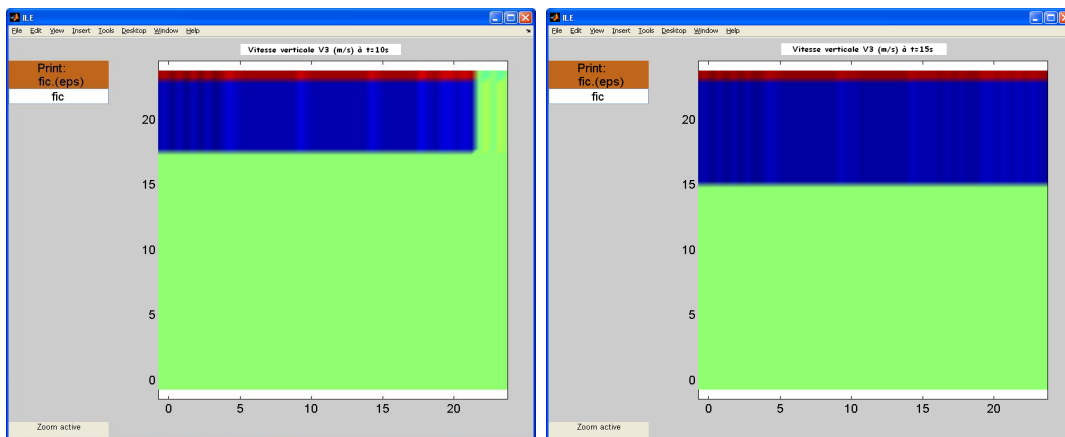 ILE
File Edit View Insert Tools Desktop Window Help
Vitesse verticale V3 (m/s) à t=10s
Print:
fic.(eps)
fic
20
15
10
5
0
0 5 10 15 20
Zoom active
ILE
File Edit View Insert Tools Desktop Window Help
Vitesse verticale V3 (m/s) à t=15s
Print:
fic.(eps)
fic
20
15
10
5
0
0 5 10 15 20
Zoom active